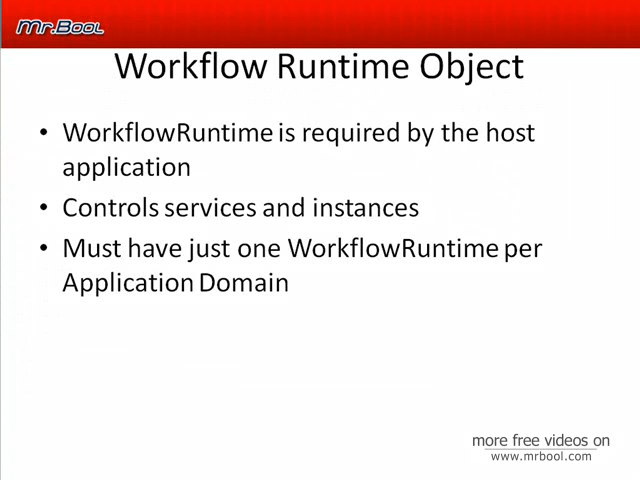 Mr.Bool
Workflow Runtime Object
• WorkflowRuntime is required by the host
application
• Controls services and instances
• Must have just one WorkflowRuntime per
Application Domain
more free videos on
www.mrbool.com